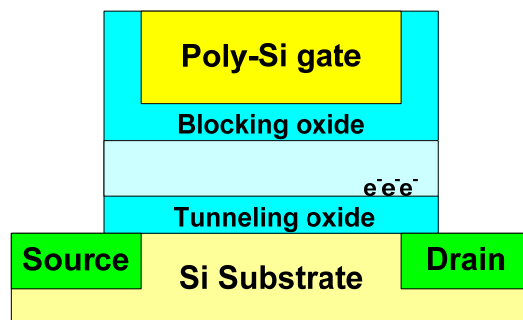 Poly-Si gate
Blocking oxide
e-e-e-
Tunneling oxide
Source
Si Substrate
Drain